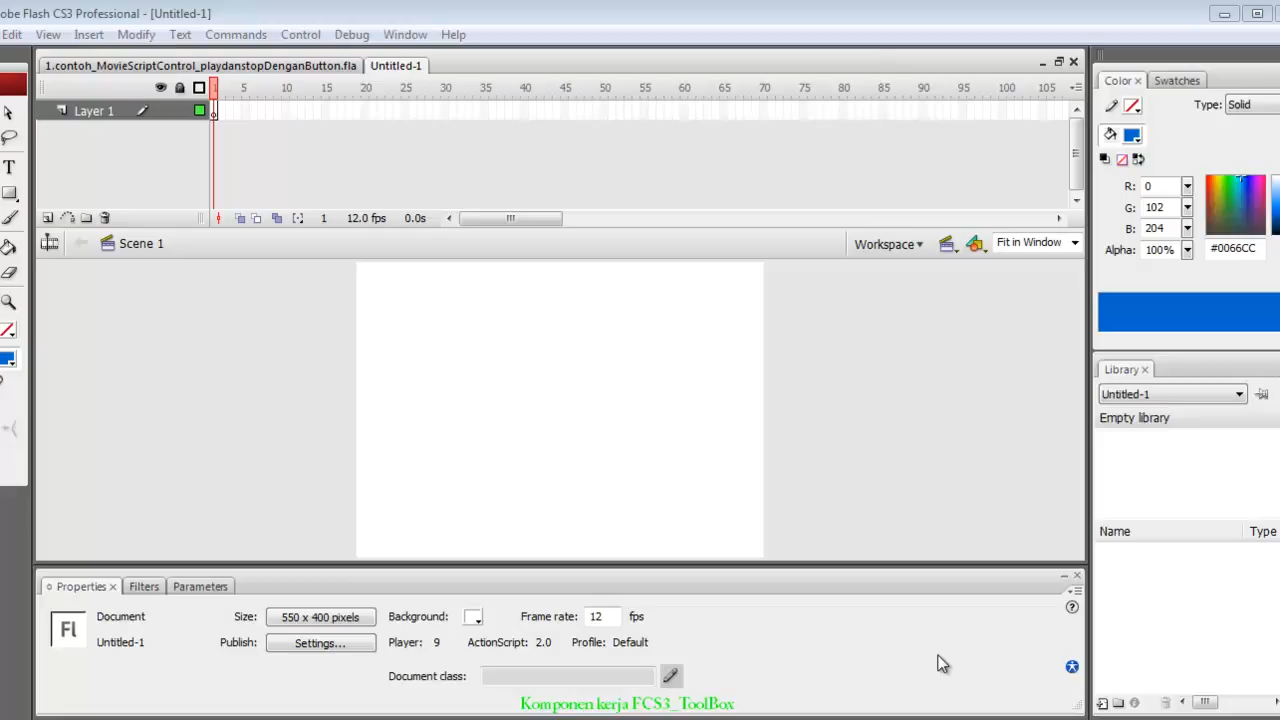 obe Flash CS3 Professional - [Untitled-1]
Edit View Insert Modify Text Commands Control Debug Window Help
1.contoh_MovieScriptControl_playdanstopDenganButton.fla Untitled-1
1 5 10 15 20 25 30 35 40 45 50 55 60 65 70 75 80 85 90 95 100 105
Layer 1
1 12.0 fps 0.0s
Scene 1 Workspace Fit in Window
Color Swatches
Type: Solid
R: 0
G: 102
B: 204
Alpha: 100% #0066CC
Library
Untitled-1
Empty library
Name Type
Properties Filters Parameters
Fl Document Size: 550 x 400 pixels Background: Frame rate: 12 fps
Untitled-1 Publish: Settings... Player: 9 ActionScript: 2.0 Profile: Default
Document class:
Komponen kerja FCS3_ToolBox